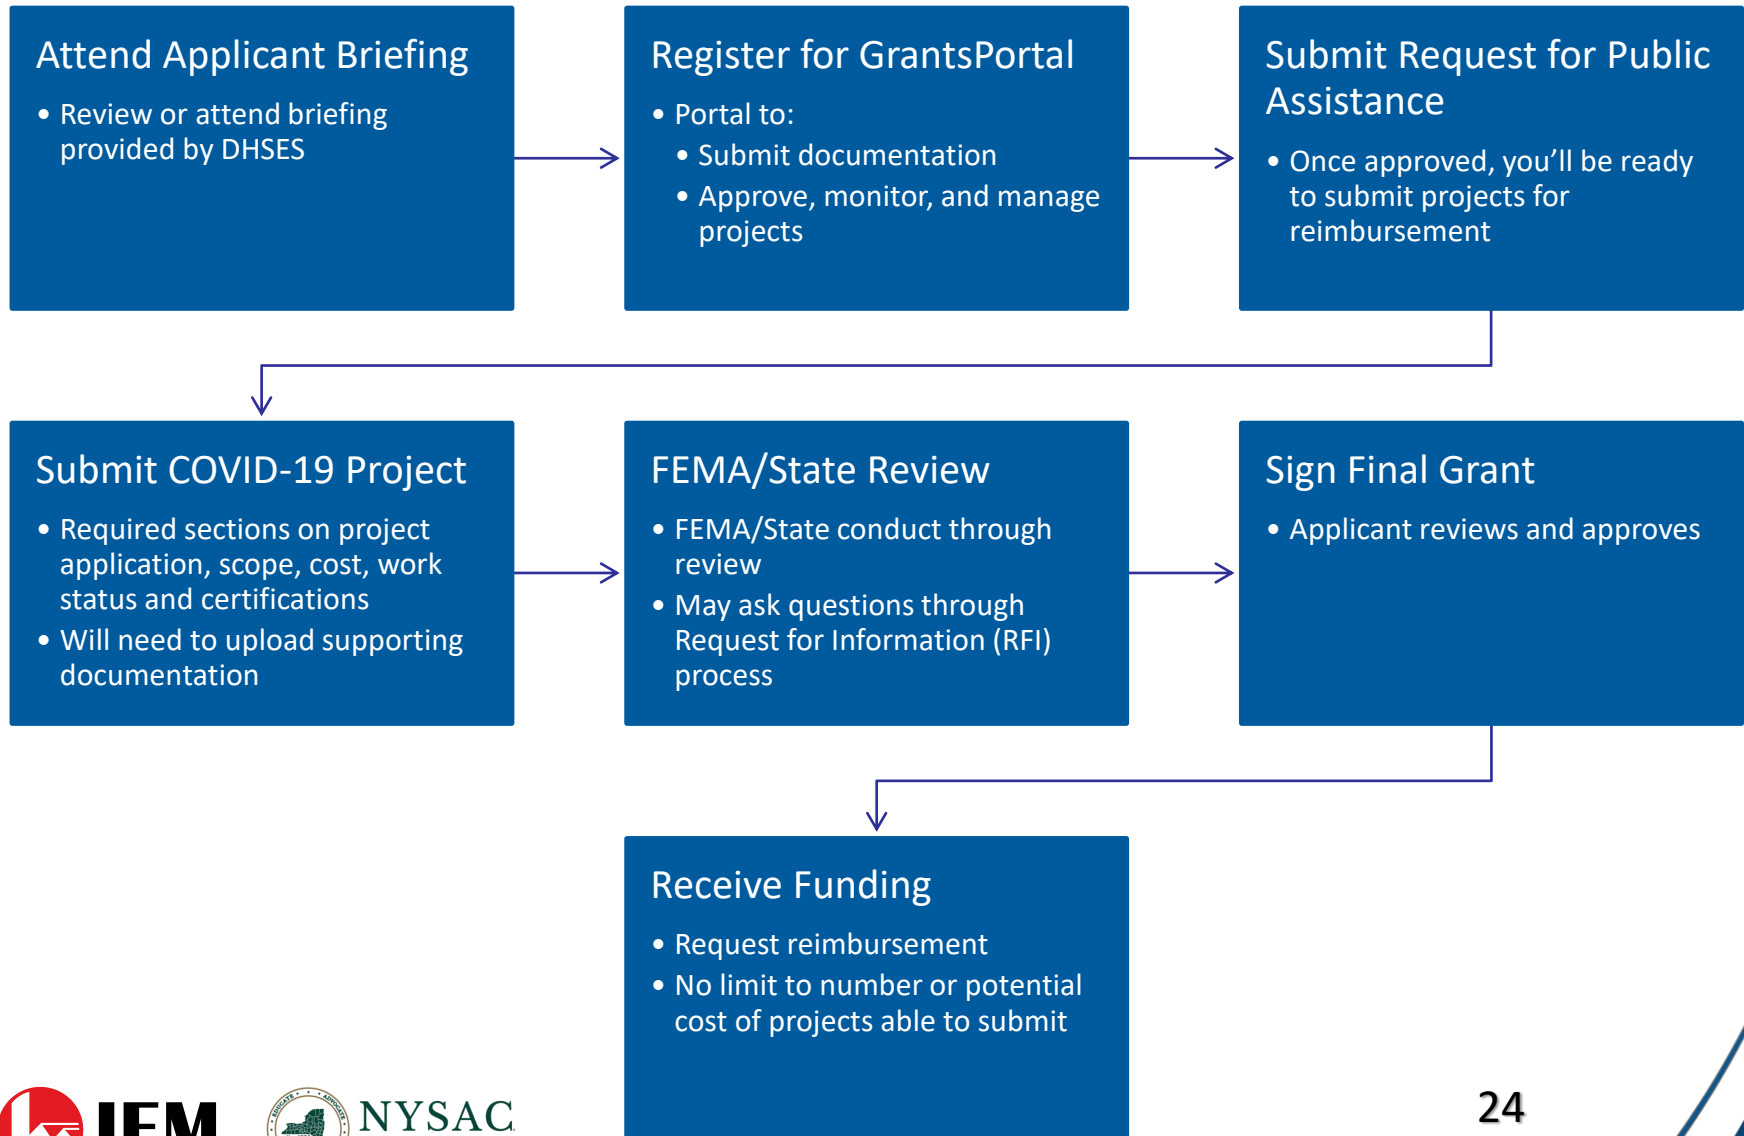 Attend Applicant Briefing
• Review or attend briefing
provided by DHSES
Register for GrantsPortal
• Portal to:
• Submit documentation
• Approve, monitor, and manage
projects
Submit Request for Public
Assistance
• Once approved, you’ll be ready
to submit projects for
reimbursement
Submit COVID-19 Project
• Required sections on project
application, scope, cost, work
status and certifications
• Will need to upload supporting
documentation
FEMA/State Review
• FEMA/State conduct through
review
• May ask questions through
Request for Information (RFI)
process
Sign Final Grant
• Applicant reviews and approves
Receive Funding
• Request reimbursement
• No limit to number or potential
cost of projects able to submit
IEM
EDUCATE ADVOCATE
NYSAC
24